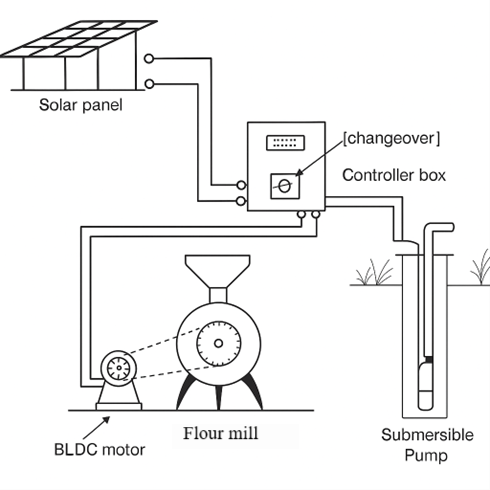 Solar panel
[changeover]
Controller box
BLDC motor
Flour mill
Submersible
Pump